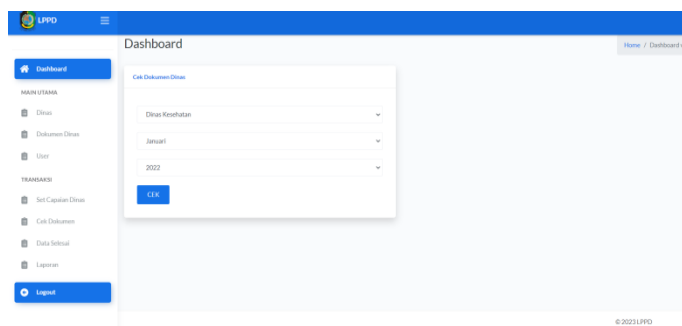 LPPD
Dashboard
Home / Dashboard
Dashboard
MAIN UTAMA
Dinas
Dokumen Dinas
User
TRANSAKSI
Set Capaian Dinas
Cek Dokumen
Data Selesai
Laporan
Logout
Cek Dokumen Dinas
Dinas Kesehatan
Januari
2022
CEK
© 2023 LPPD